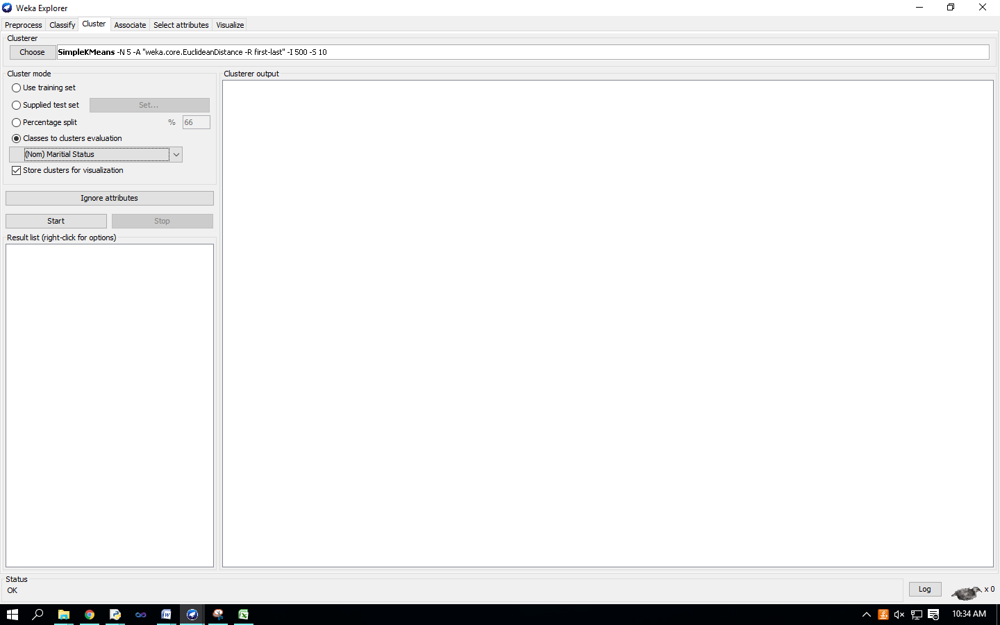 Weka Explorer
Preprocess Classify Cluster Associate Select attributes Visualize
Clusterer
Choose SimpleKMeans -N 5 -A "weka.core.EuclideanDistance -R first-last" -I 500 -S 10
Cluster mode
Use training set
Supplied test set Set...
Percentage split % 66
Classes to clusters evaluation
(Nom) Maritial Status
Store clusters for visualization
Ignore attributes
Start Stop
Result list (right-click for options)
Clusterer output
Status
OK
Log x 0
10:34 AM